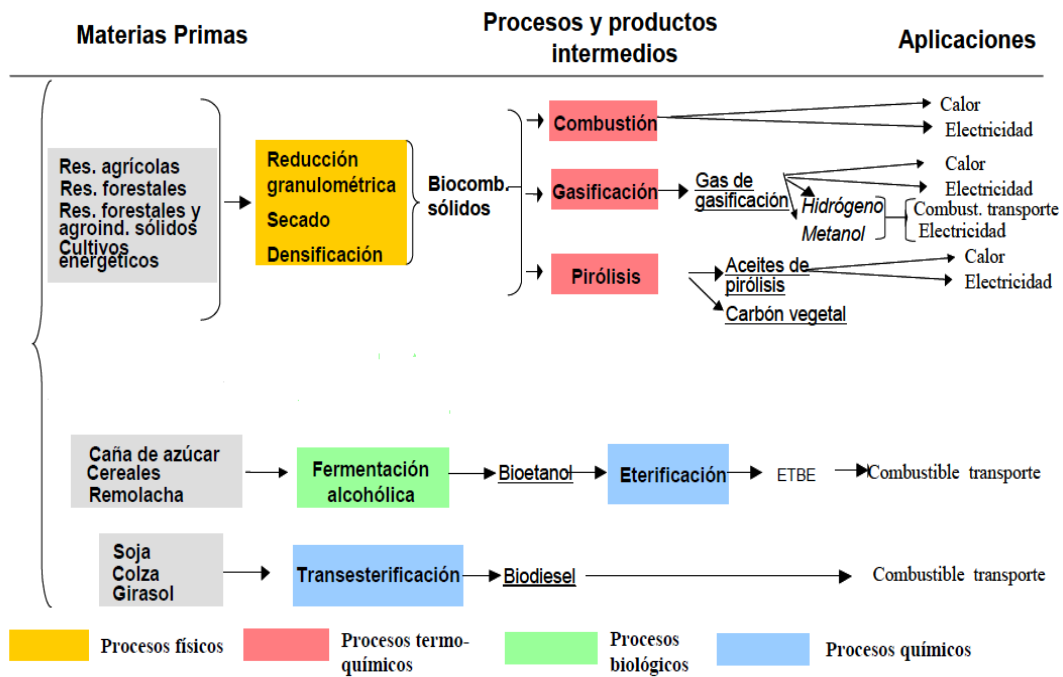 Materias Primas
Procesos y productos
intermedios
Aplicaciones
Res. agrícolas
Res. forestales
Res. forestales y
agroind. sólidos
Cultivos
energéticos
Reducción
granulométrica
Secado
Densificación
Biocomb.
sólidos
Combustión
Calor
Electricidad
Gasificación
Gas de
gasificación
Calor
Electricidad
Hidrógeno
Metanol
Combust. transporte
Electricidad
Pirólisis
Aceites de
pirólisis
Carbón vegetal
Calor
Electricidad
Caña de azúcar
Cereales
Remolacha
Fermentación
alcohólica
Bioetanol
Eterificación
ETBE
Combustible transporte
Soja
Colza
Girasol
Transesterificación
Biodiesel
Combustible transporte
Procesos físicos
Procesos termo-
químicos
Procesos
biológicos
Procesos químicos